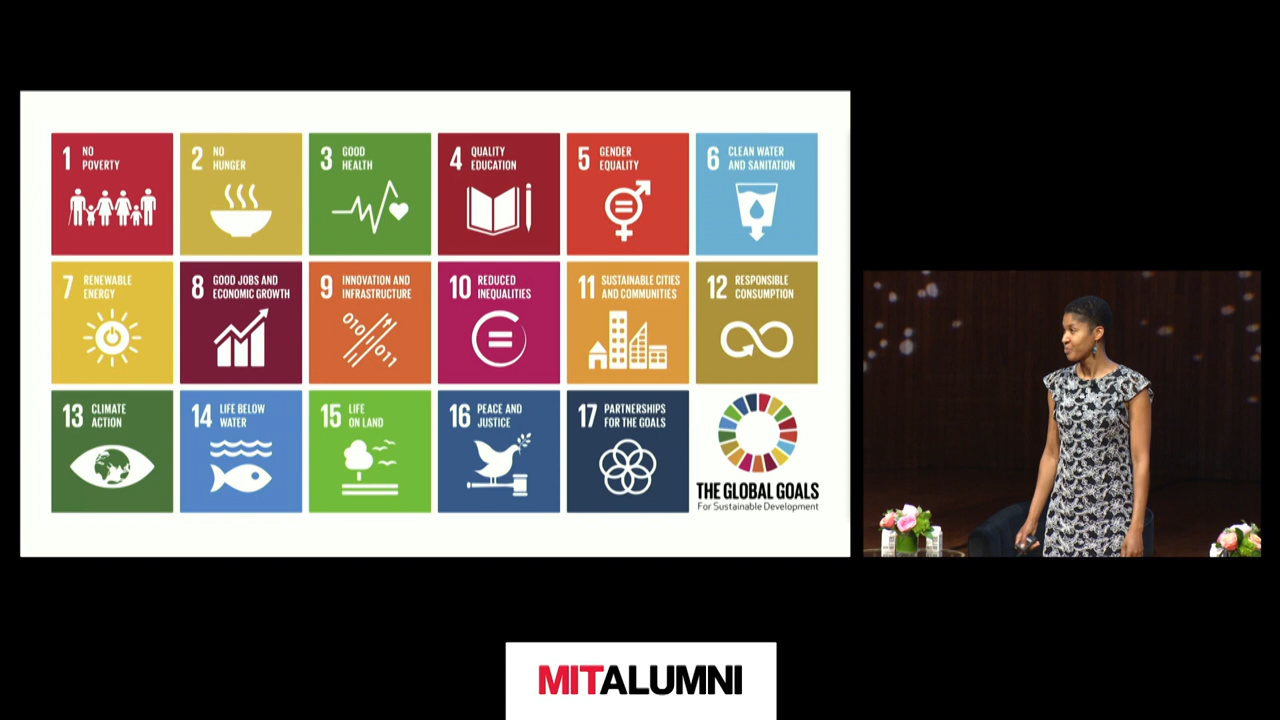 1 NO
POVERTY
2 NO
HUNGER
3 GOOD
HEALTH
4 QUALITY
EDUCATION
5 GENDER
EQUALITY
6 CLEAN WATER
AND SANITATION
7 RENEWABLE
ENERGY
8 GOOD JOBS AND
ECONOMIC GROWTH
9 INNOVATION AND
INFRASTRUCTURE
010
011
10 REDUCED
INEQUALITIES
11 SUSTAINABLE CITIES
AND COMMUNITIES
12 RESPONSIBLE
CONSUMPTION
13 CLIMATE
ACTION
14 LIFE BELOW
WATER
15 LIFE
ON LAND
16 PEACE AND
JUSTICE
17 PARTNERSHIPS
FOR THE GOALS
THE GLOBAL GOALS
For Sustainable Development
MITALUMNI